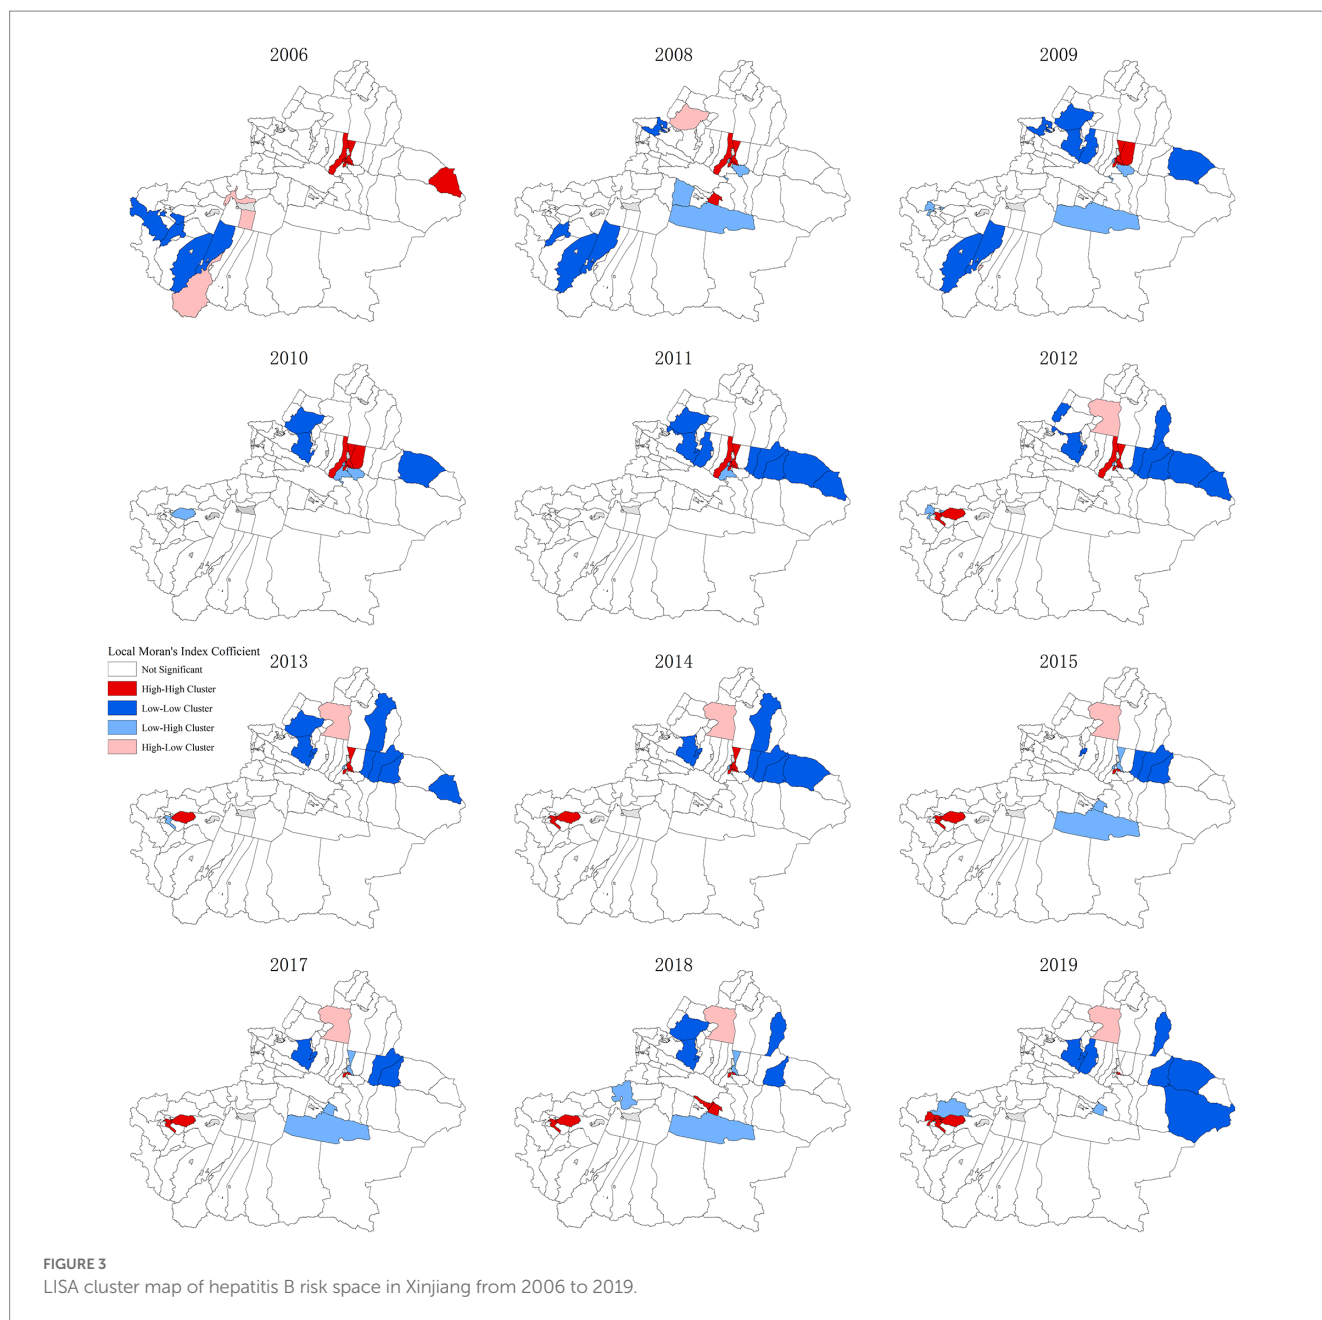 2006
2008
2009
2010
2011
2012
Local Moran's Index Cofficient
Not Significant
High-High Cluster
Low-Low Cluster
Low-High Cluster
High-Low Cluster
2013
2014
2015
2017
2018
2019
FIGURE 3
LISA cluster map of hepatitis B risk space in Xinjiang from 2006 to 2019.